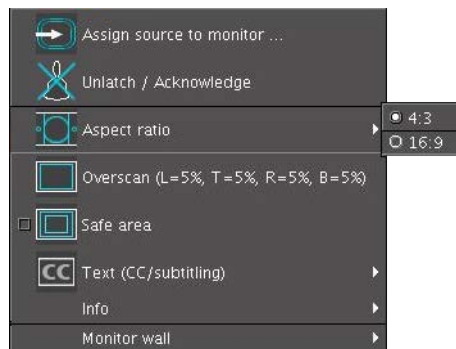 Assign source to monitor ...
Unlatch / Acknowledge
Aspect ratio
4:3
16:9
Overscan (L=5%, T=5%, R=5%, B=5%)
Safe area
CC Text (CC/subtitling)
Info
Monitor wall